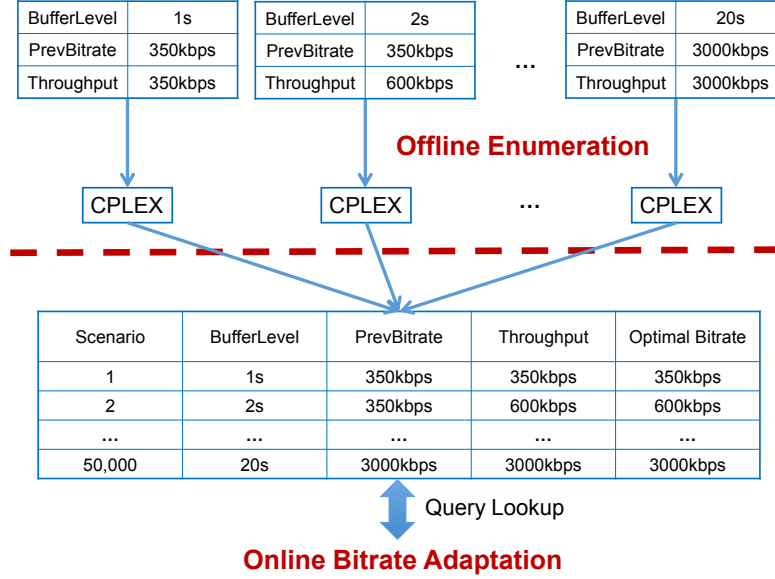 BufferLevel 1s
PrevBitrate 350kbps
Throughput 350kbps
BufferLevel 2s
PrevBitrate 350kbps
Throughput 600kbps
...
BufferLevel 20s
PrevBitrate 3000kbps
Throughput 3000kbps
Offline Enumeration
CPLEX
CPLEX
...
CPLEX
Scenario BufferLevel PrevBitrate Throughput Optimal Bitrate
1 1s 350kbps 350kbps 350kbps
2 2s 350kbps 600kbps 600kbps
... ... ... ... ...
50,000 20s 3000kbps 3000kbps 3000kbps
Query Lookup
Online Bitrate Adaptation